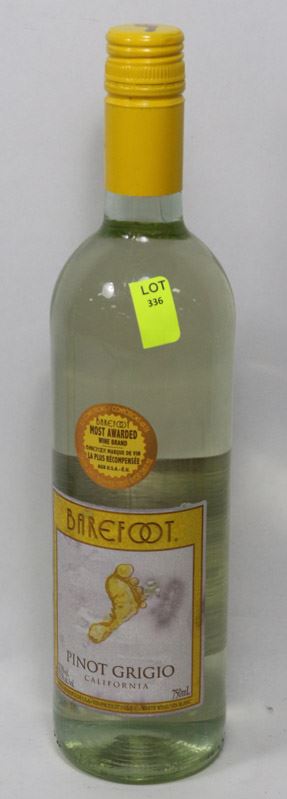 LOT
336
BAREFOOT
MOST AWARDED
WINE BRAND
LA PLUS RÉCOMPENSÉE
BAREFOOT
PINOT GRIGIO
CALIFORNIA
750mL